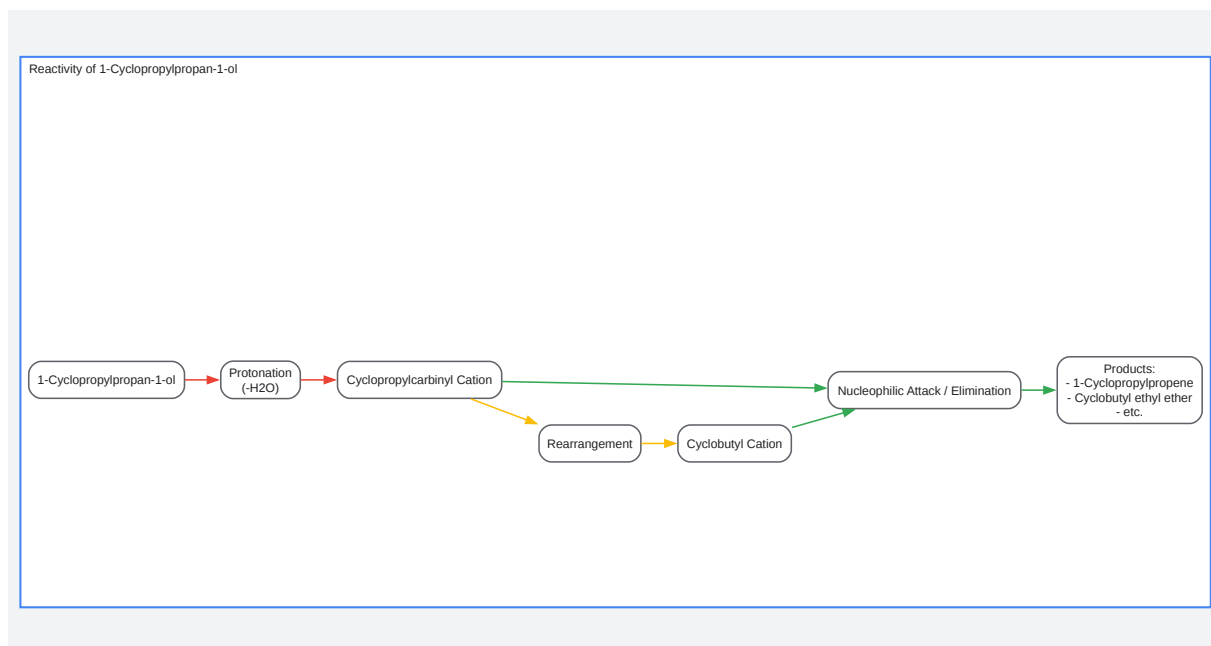 Reactivity of 1-Cyclopropylpropan-1-ol
1-Cyclopropylpropan-1-ol
Protonation
(-H2O)
Cyclopropylcarbinyl Cation
Rearrangement
Cyclobutyl Cation
Nucleophilic Attack / Elimination
Products:
- 1-Cyclopropylpropene
- Cyclobutyl ethyl ether
- etc.